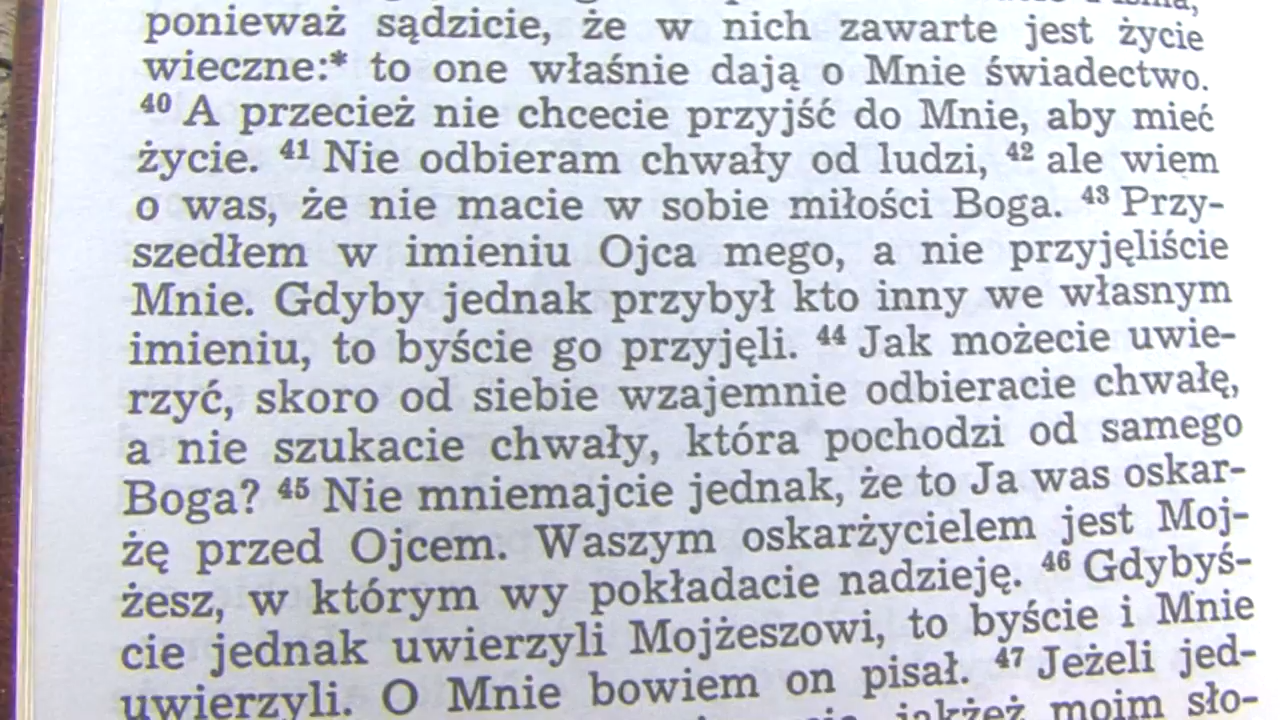 ponieważ sądzicie, że w nich zawarte jest życie
wieczne:* to one właśnie dają o Mnie świadectwo.
40 A przecież nie chcecie przyjść do Mnie, aby mieć
życie. 41 Nie odbieram chwały od ludzi, 42 ale wiem
o was, że nie macie w sobie miłości Boga. 43 Przy-
szedłem w imieniu Ojca mego, a nie przyjęliście
Mnie. Gdyby jednak przybył kto inny we własnym
imieniu, to byście go przyjęli. 44 Jak możecie uwie-
rzyć, skoro od siebie wzajemnie odbieracie chwałę,
a nie szukacie chwały, która pochodzi od samego
Boga? 45 Nie mniemajcie jednak, że to Ja was oskar-
żę przed Ojcem. Waszym oskarżycielem jest Moj-
żesz, w którym wy pokładacie nadzieję. 46 Gdybyś-
cie jednak uwierzyli Mojżeszowi, to byście i Mnie
uwierzyli. O Mnie bowiem on pisał. 47 Jeżeli jed-
jakżeż moim sło-